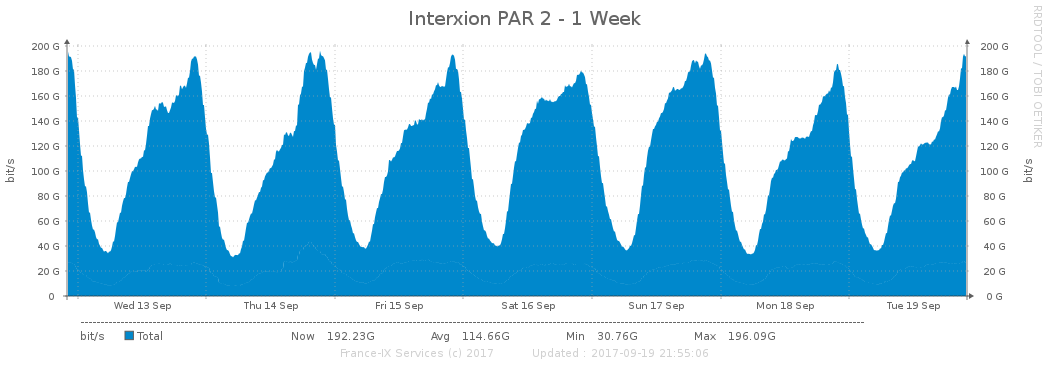 Interxion PAR 2 - 1 Week
RRDTOOL / TOBI OETIKER
bit/s
bit/s
200 G 200 G
180 G 180 G
160 G 160 G
140 G 140 G
120 G 120 G
100 G 100 G
80 G 80 G
60 G 60 G
40 G 40 G
20 G 20 G
0 0 G
Wed 13 Sep Thu 14 Sep Fri 15 Sep Sat 16 Sep Sun 17 Sep Mon 18 Sep Tue 19 Sep
bit/s Total Now 192.23G Avg 114.66G Min 30.76G Max 196.09G
France-IX Services (c) 2017 Updated : 2017-09-19 21:55:06